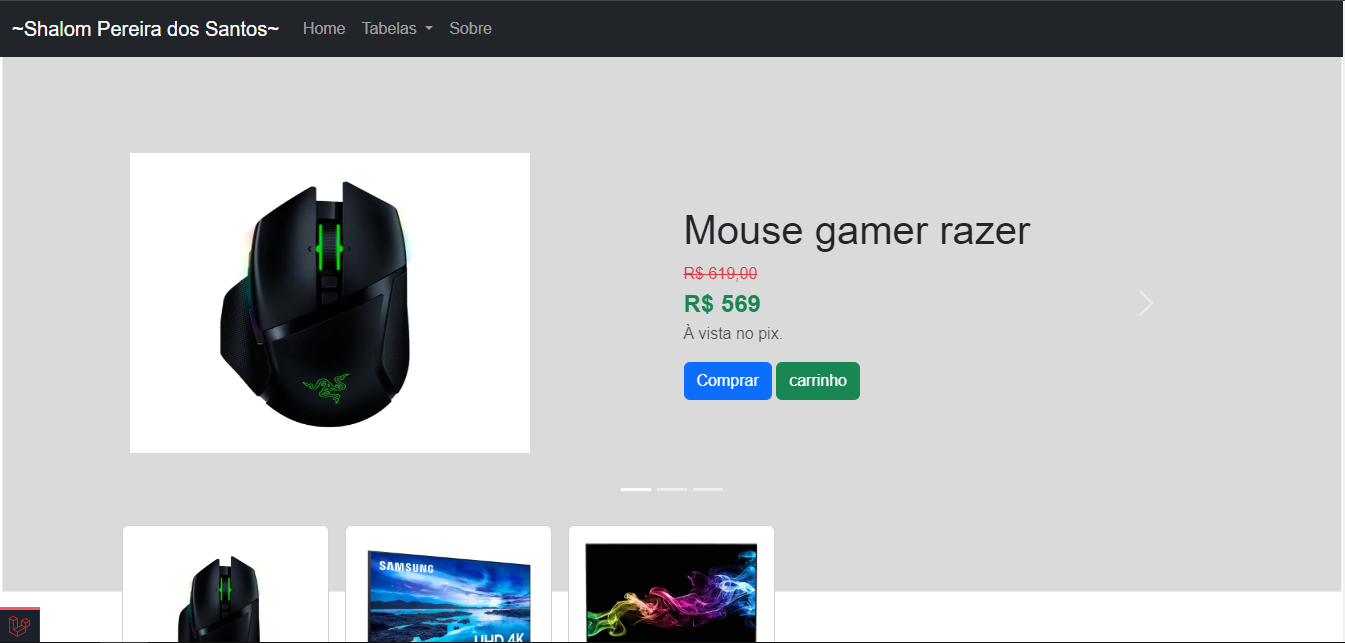 ~Shalom Pereira dos Santos~ Home Tabelas Sobre
Mouse gamer razer
R$ 619,00
R$ 569
À vista no pix.
Comprar carrinho
SAMSUNG
UHD 4K